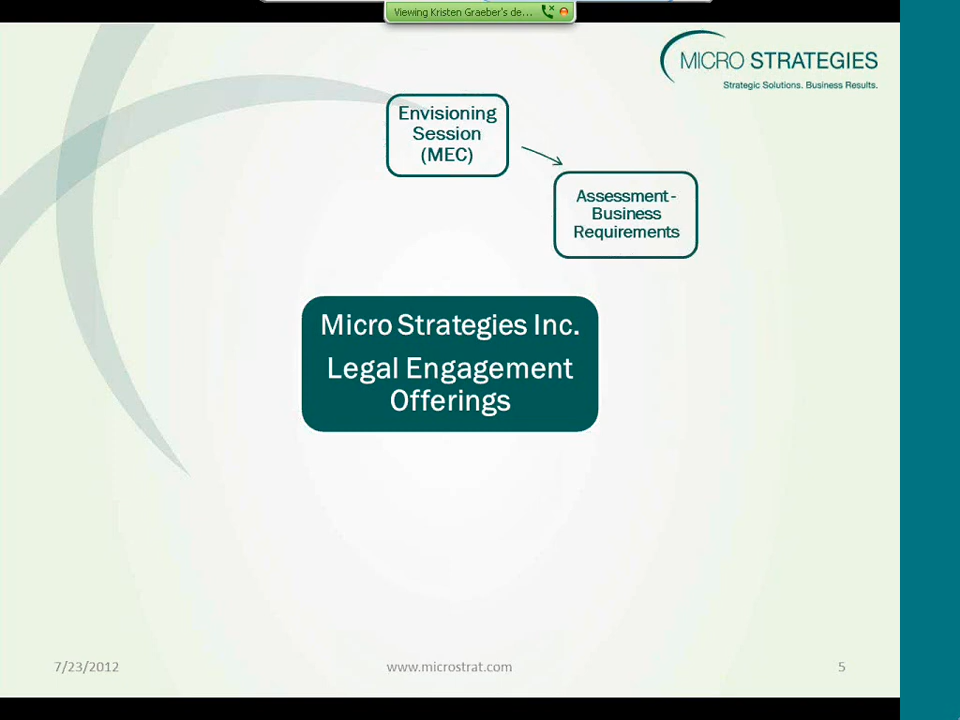 Viewing Kristen Graeber's de...
MICRO STRATEGIES
Strategic Solutions. Business Results.
Envisioning
Session
(MEC)
Assessment -
Business
Requirements
Micro Strategies Inc.
Legal Engagement
Offerings
7/23/2012
www.microstrat.com
5